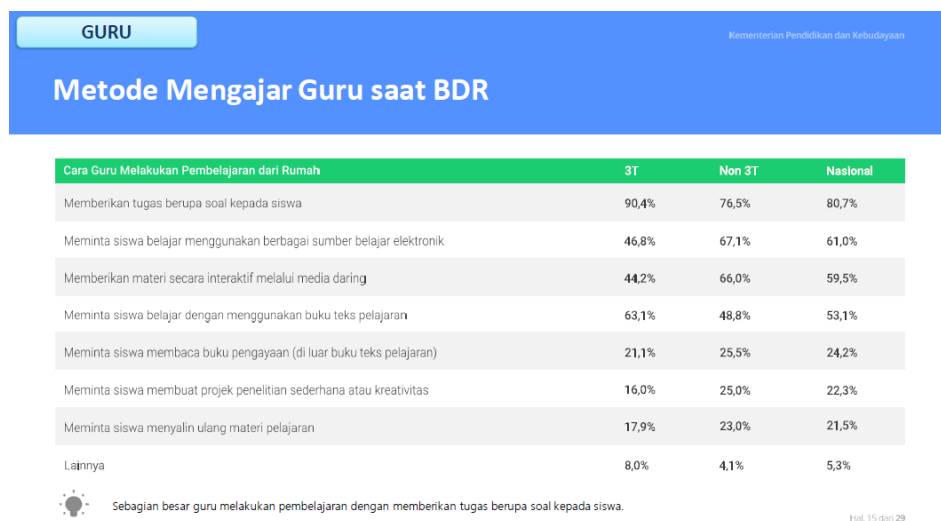 GURU
Kementerian Pendidikan dan Kebudayaan
Metode Mengajar Guru saat BDR
Cara Guru Melakukan Pembelajaran dari Rumah 3T Non 3T Nasional
Memberikan tugas berupa soal kepada siswa 90,4% 76,5% 80,7%
Meminta siswa belajar menggunakan berbagai sumber belajar elektronik 46,8% 67,1% 61,0%
Memberikan materi secara interaktif melalui media daring 44,2% 66,0% 59,5%
Meminta siswa belajar dengan menggunakan buku teks pelajaran 63,1% 48,8% 53,1%
Meminta siswa membaca buku pengayaan (di luar buku teks pelajaran) 21,1% 25,5% 24,2%
Meminta siswa membuat projek penelitian sederhana atau kreativitas 16,0% 25,0% 22,3%
Meminta siswa menyalin ulang materi pelajaran 17,9% 23,0% 21,5%
Lainnya 8,0% 4,1% 5,3%
Sebagian besar guru melakukan pembelajaran dengan memberikan tugas berupa soal kepada siswa.
Hal. 15 dari 29